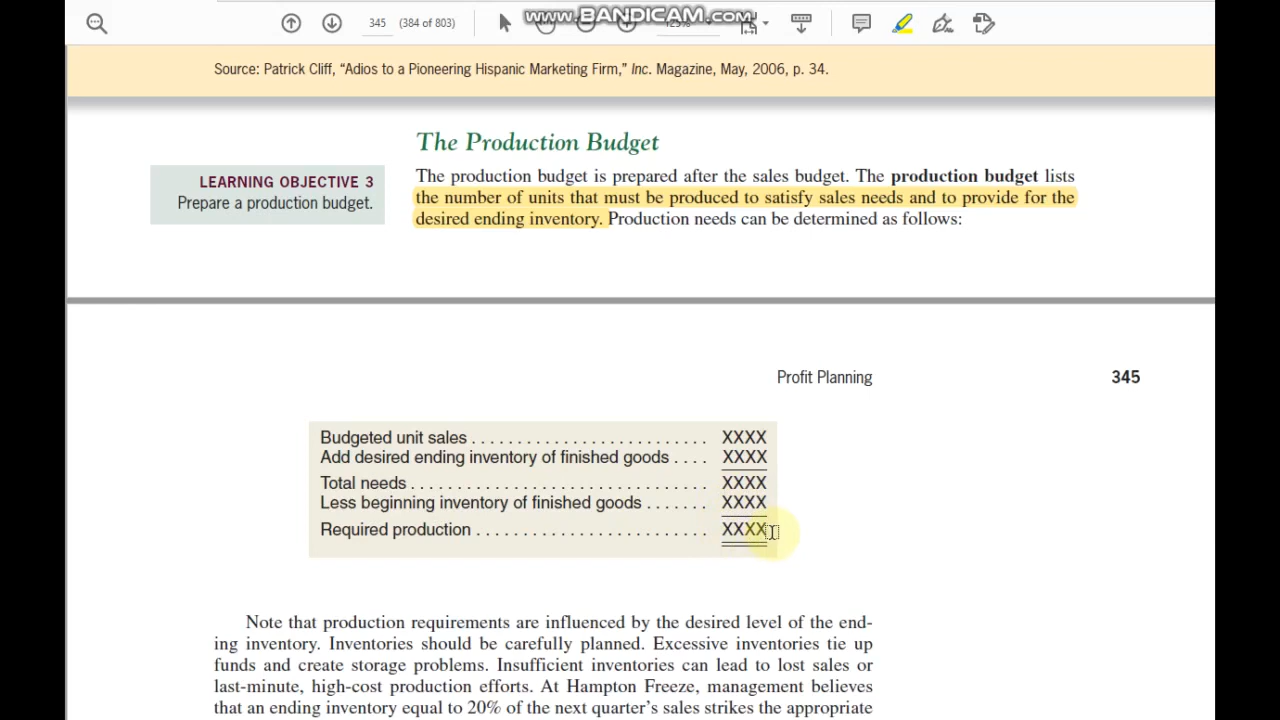 www.BANDICAM.com
345 (384 of 803)
Source: Patrick Cliff, “Adios to a Pioneering Hispanic Marketing Firm,” Inc. Magazine, May, 2006, p. 34.
The Production Budget
LEARNING OBJECTIVE 3
Prepare a production budget.
The production budget is prepared after the sales budget. The production budget lists
the number of units that must be produced to satisfy sales needs and to provide for the
desired ending inventory. Production needs can be determined as follows:
Profit Planning 345
Budgeted unit sales . . . . . . . . . . . . . . . . . . . . . . . . . . XXXX
Add desired ending inventory of finished goods . . . . XXXX
Total needs . . . . . . . . . . . . . . . . . . . . . . . . . . . . . . . . . XXXX
Less beginning inventory of finished goods . . . . . . . XXXX
Required production . . . . . . . . . . . . . . . . . . . . . . . . . . XXXX
Note that production requirements are influenced by the desired level of the end-
ing inventory. Inventories should be carefully planned. Excessive inventories tie up
funds and create storage problems. Insufficient inventories can lead to lost sales or
last-minute, high-cost production efforts. At Hampton Freeze, management believes
that an ending inventory equal to 20% of the next quarter’s sales strikes the appropriate